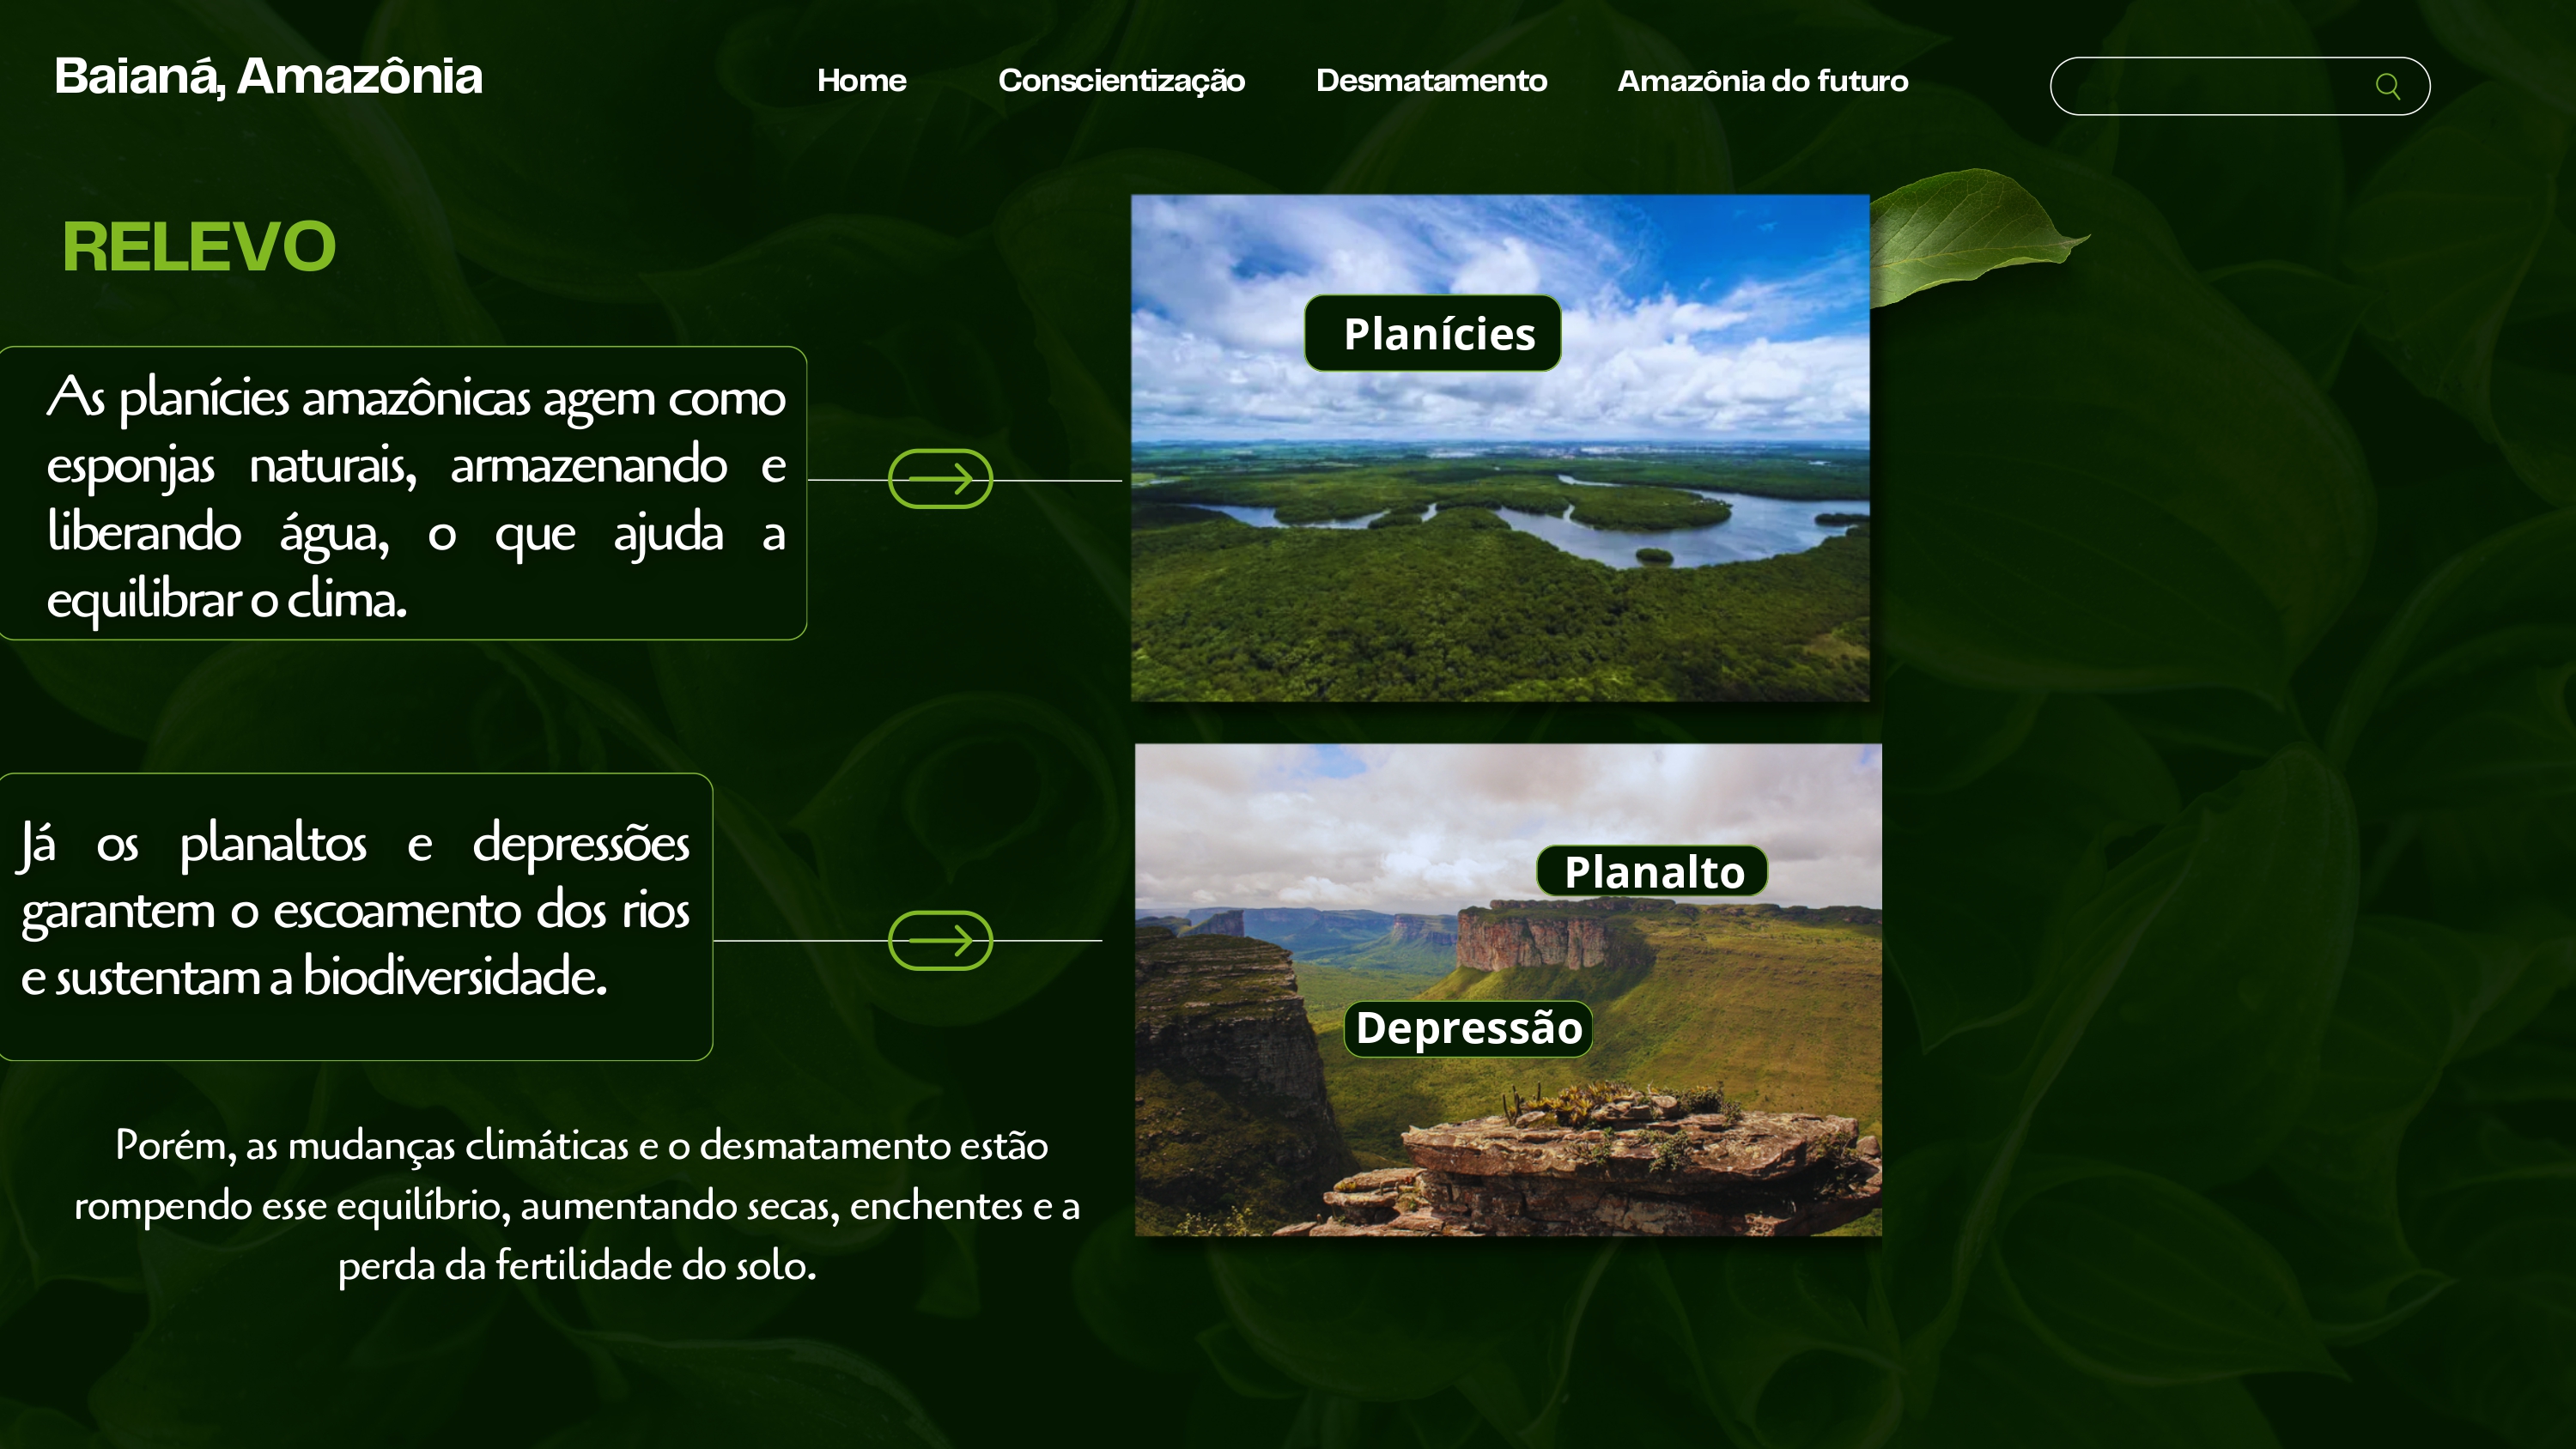 Baianá, Amazônia
Home
Conscientização
Desmatamento
Amazônia do futuro
RELEVO
As planícies amazônicas agem como
esponjas naturais, armazenando e
liberando água, o que ajuda a
equilibrar o clima.
Planícies
Já os planaltos e depressões
garantem o escoamento dos rios
e sustentam a biodiversidade.
Planalto
Depressão
Porém, as mudanças climáticas e o desmatamento estão
rompendo esse equilíbrio, aumentando secas, enchentes e a
perda da fertilidade do solo.